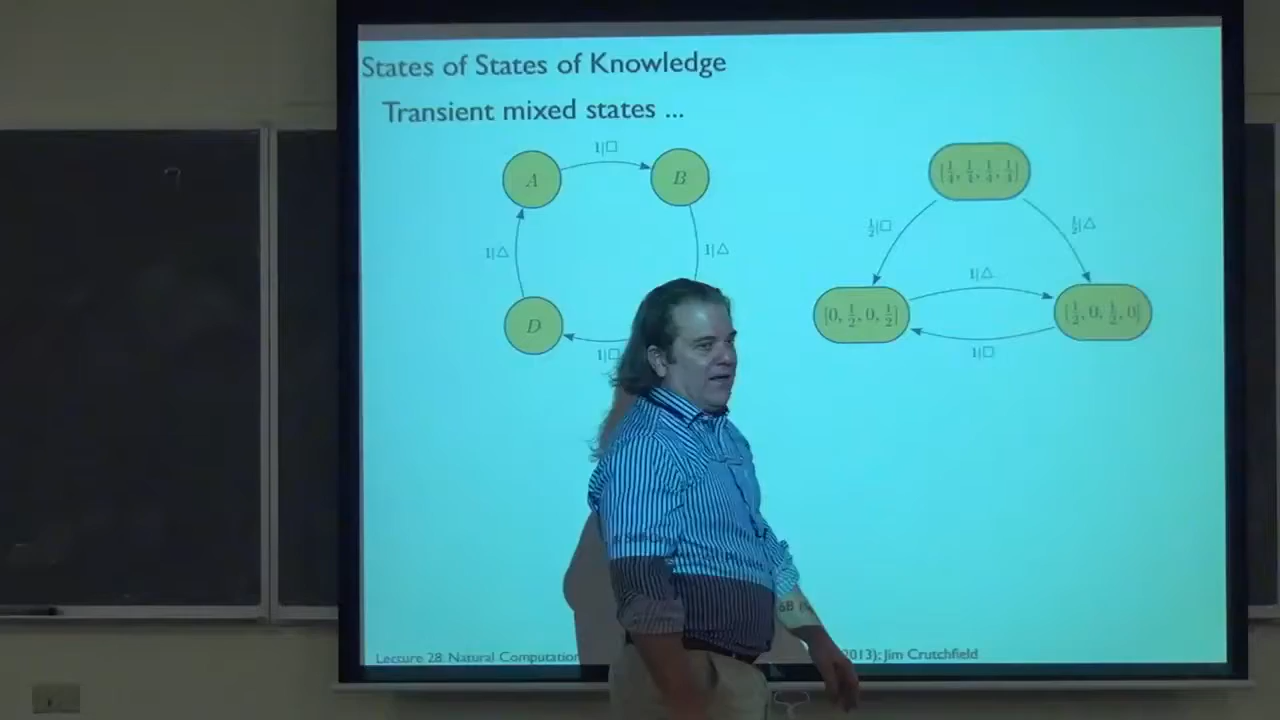 States of States of Knowledge
Transient mixed states ...
1|□
A
B
1|△
1|△
D
1|□
[1/4, 1/4, 1/4, 1/4]
1/2|□
1/2|△
1|△
[0, 1/2, 0, 1/2]
[1/2, 0, 1/2, 0]
1|□
Lecture 28: Natural Computation
2013); Jim Crutchfield